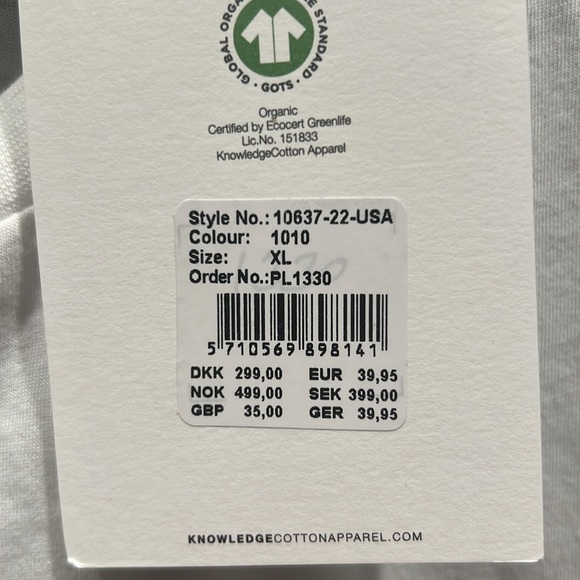 GLOBAL ORGA E STANDARD
· GOTS ·
Organic
Certified by Ecocert Greenlife
Lic.No. 151833
KnowledgeCotton Apparel
Style No.: 10637-22-USA
Colour: 1010
Size: XL
Order No.:PL1330
5 710569 898141
DKK 299,00 EUR 39,95
NOK 499,00 SEK 399,00
GBP 35,00 GER 39,95
KNOWLEDGECOTTONAPPAREL.COM